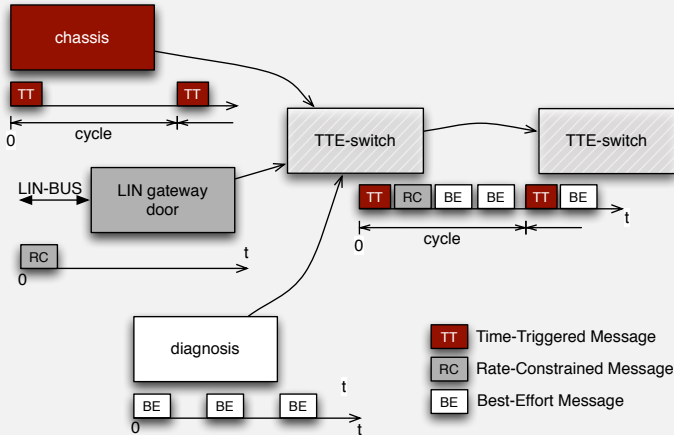 chassis
TT
TT
0
cycle
TTE-switch
TTE-switch
LIN-BUS
LIN gateway
door
TT
RC
BE
BE
TT
BE
t
0
cycle
RC
t
0
diagnosis
t
BE
BE
BE
0
t
TT
Time-Triggered Message
RC
Rate-Constrained Message
BE
Best-Effort Message